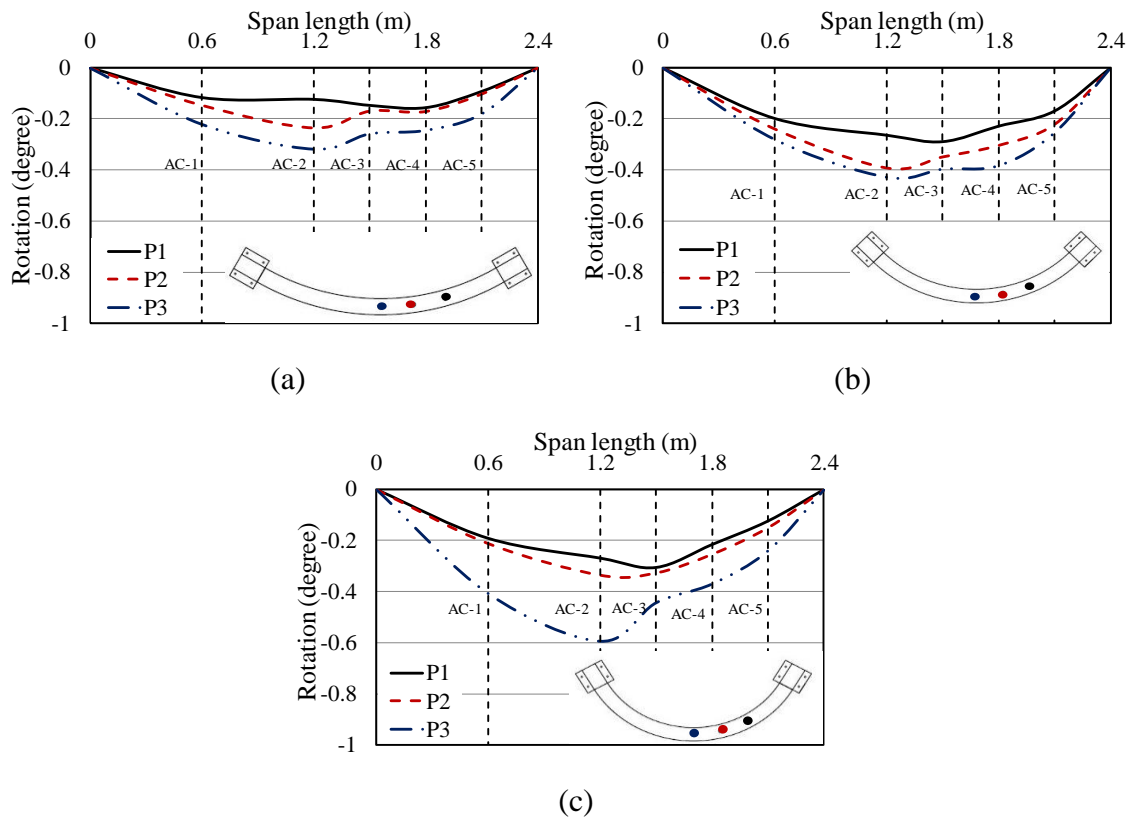 Span length (m)
0 0.6 1.2 1.8 2.4
0
-0.2
-0.4
-0.6
-0.8
-1
Rotation (degree)
AC-1 AC-2 AC-3 AC-4 AC-5
P1
P2
P3
(a)
Span length (m)
0 0.6 1.2 1.8 2.4
0
-0.2
-0.4
-0.6
-0.8
-1
Rotation (degree)
AC-1 AC-2 AC-3 AC-4 AC-5
P1
P2
P3
(b)
Span length (m)
0 0.6 1.2 1.8 2.4
0
-0.2
-0.4
-0.6
-0.8
-1
Rotation (degree)
AC-1 AC-2 AC-3 AC-4 AC-5
P1
P2
P3
(c)